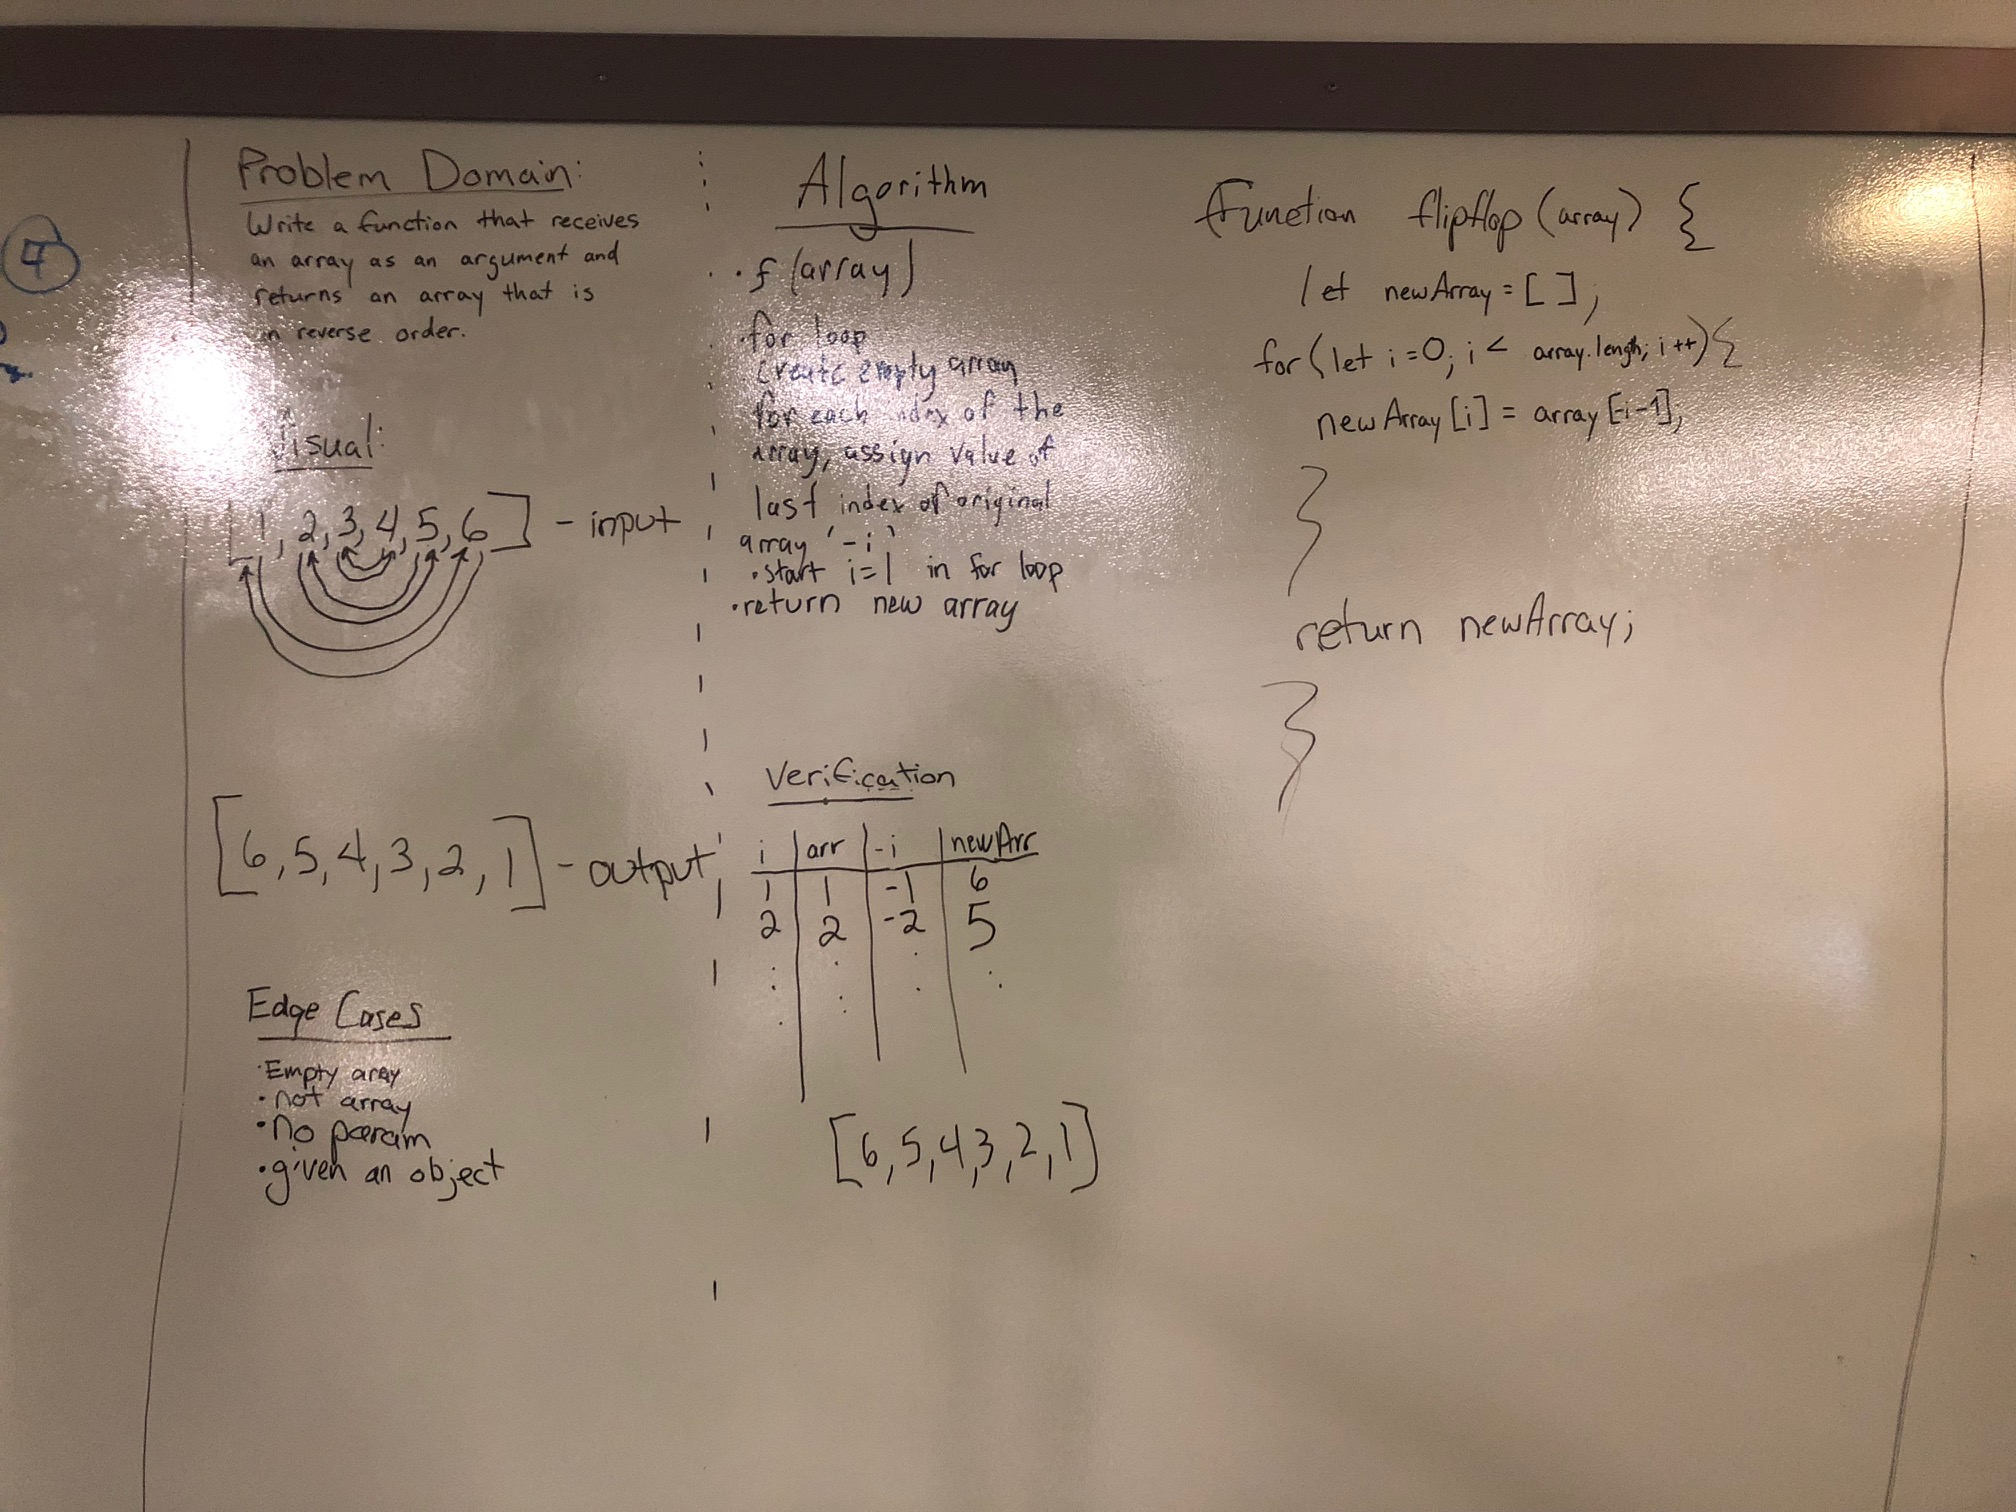 4
Problem Domain:
Write a function that receives
an array as an argument and
returns an array that is
in reverse order.
Visual:
[1, 2, 3, 4, 5, 6] - input
[6, 5, 4, 3, 2, 1] - output
Edge Cases
· Empty array
· not array
· no param
· given an object
Algorithm
· f (array)
· for loop
create empty array
for each index of the
array, assign value of
last index of original
array '-i'
· start i=1 in for loop
· return new array
Verification
i | arr | -i | newArr
1 | 1 | -1 | 6
2 | 2 | -2 | 5
[6, 5, 4, 3, 2, 1]
function flipflop (array) {
let newArray = [ ];
for (let i=0; i < array.lengh; i++) {
newArray [i] = array [-i-1];
}
return newArray;
}